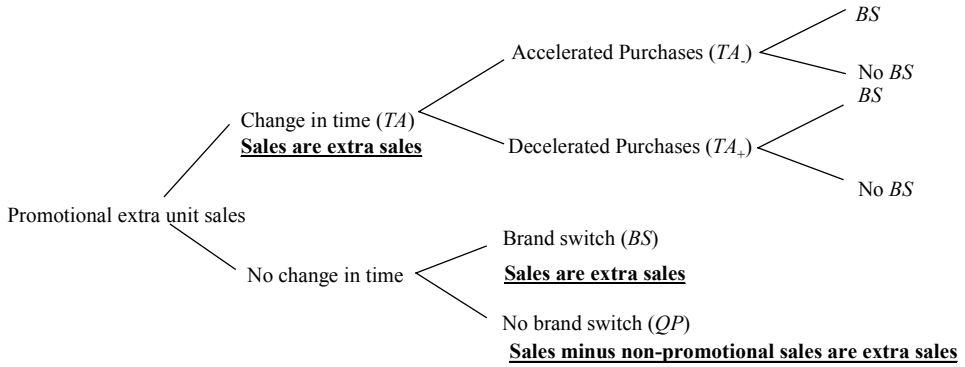 BS
Accelerated Purchases (TA-)
No BS
BS
Change in time (TA)
Sales are extra sales
Decelerated Purchases (TA+)
No BS
Promotional extra unit sales
Brand switch (BS)
No change in time
Sales are extra sales
No brand switch (QP)
Sales minus non-promotional sales are extra sales